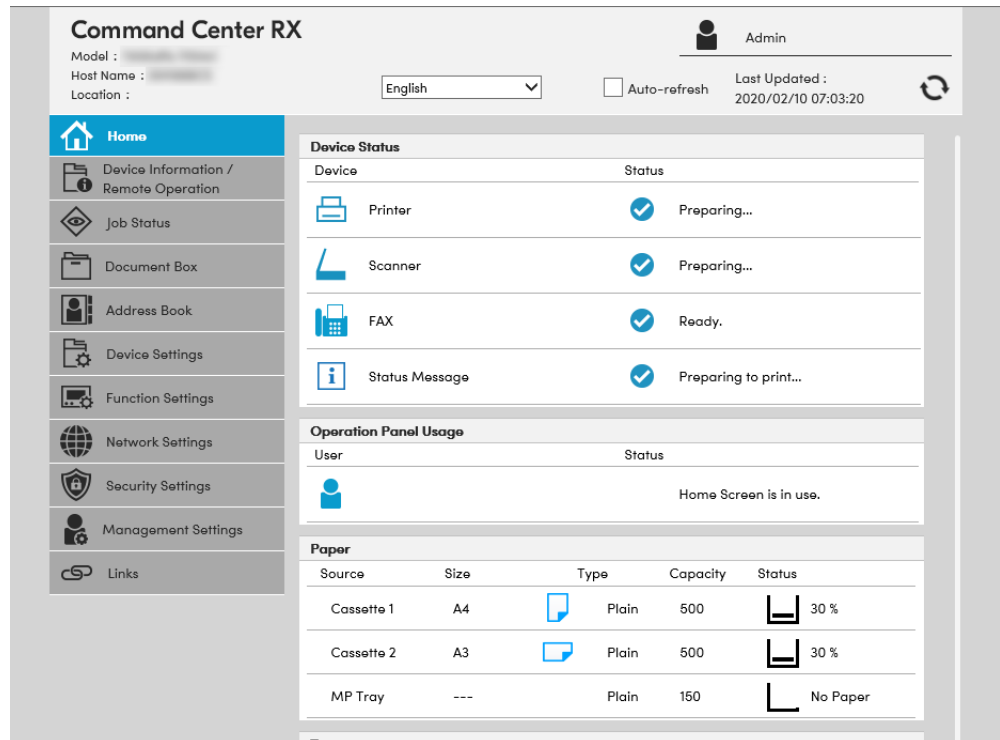 Command Center RX
Admin
Model :
Host Name :
Location :
English
Auto-refresh
Last Updated :
2020/02/10 07:03:20
Home
Device Information /
Remote Operation
Job Status
Document Box
Address Book
Device Settings
Function Settings
Network Settings
Security Settings
Management Settings
Links
Device Status
Device Status
Printer Preparing...
Scanner Preparing...
FAX Ready.
Status Message Preparing to print...
Operation Panel Usage
User Status
Home Screen is in use.
Paper
Source Size Type Capacity Status
Cassette 1 A4 Plain 500 30 %
Cassette 2 A3 Plain 500 30 %
MP Tray --- Plain 150 No Paper